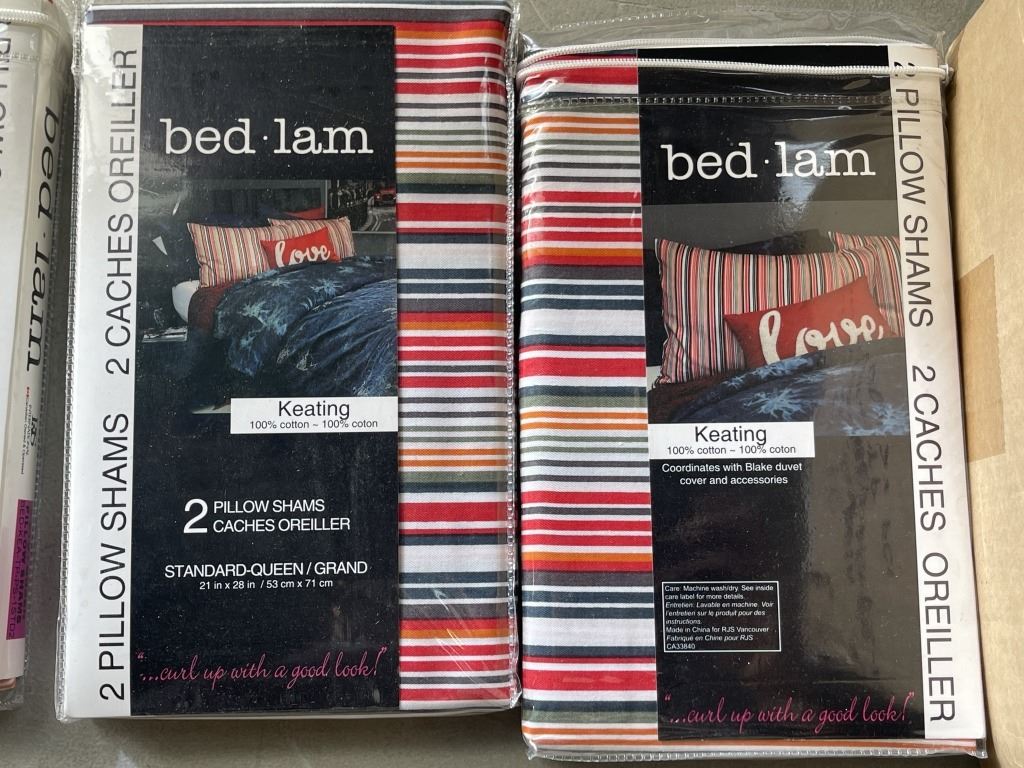 bed·lam
2 PILLOW SHAMS 2 CACHES OREILLER
bed·lam
love
Keating
100% cotton ~ 100% coton
2 PILLOW SHAMS
CACHES OREILLER
STANDARD-QUEEN / GRAND
21 in x 28 in / 53 cm x 71 cm
"...curl up with a good look!"
bed·lam
love
Keating
100% cotton ~ 100% coton
Coordinates with Blake duvet
cover and accessories
Care: Machine wash/dry. See inside
care label for more details.
Entretien: Lavable en machine. Voir
l'entretien sur le produit pour des
instructions.
Made in China for RJS Vancouver
Fabriqué en Chine pour RJS
CA33840
"...curl up with a good look!"
2 PILLOW SHAMS 2 CACHES OREILLER